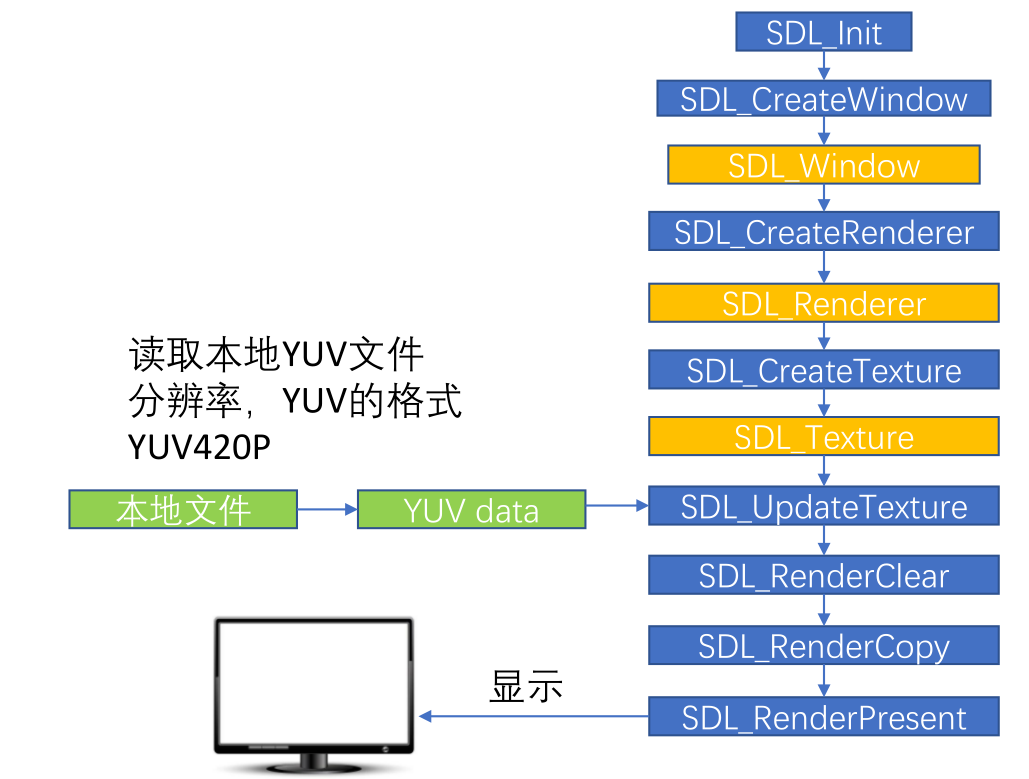 SDL_Init
SDL_CreateWindow
SDL_Window
SDL_CreateRenderer
SDL_Renderer
SDL_CreateTexture
SDL_Texture
读取本地YUV文件
分辨率，YUV的格式
YUV420P
本地文件
YUV data
SDL_UpdateTexture
SDL_RenderClear
SDL_RenderCopy
显示
SDL_RenderPresent